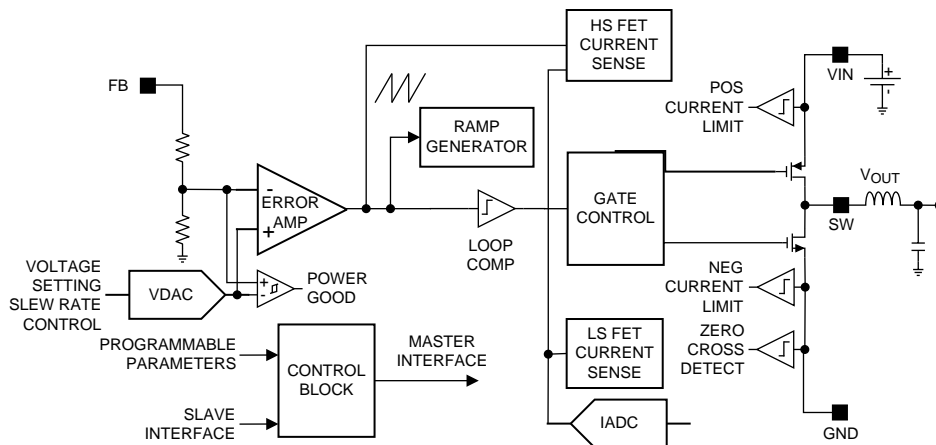 HS FET
CURRENT
SENSE
FB
VIN
+
-
POS
CURRENT
LIMIT
RAMP
GENERATOR
-
ERROR
AMP
+
GATE
CONTROL
VOUT
SW
LOOP
COMP
VOLTAGE
SETTING
SLEW RATE
CONTROL
VDAC
+
-
POWER
GOOD
NEG
CURRENT
LIMIT
PROGRAMMABLE
PARAMETERS
CONTROL
BLOCK
MASTER
INTERFACE
LS FET
CURRENT
SENSE
ZERO
CROSS
DETECT
SLAVE
INTERFACE
IADC
GND